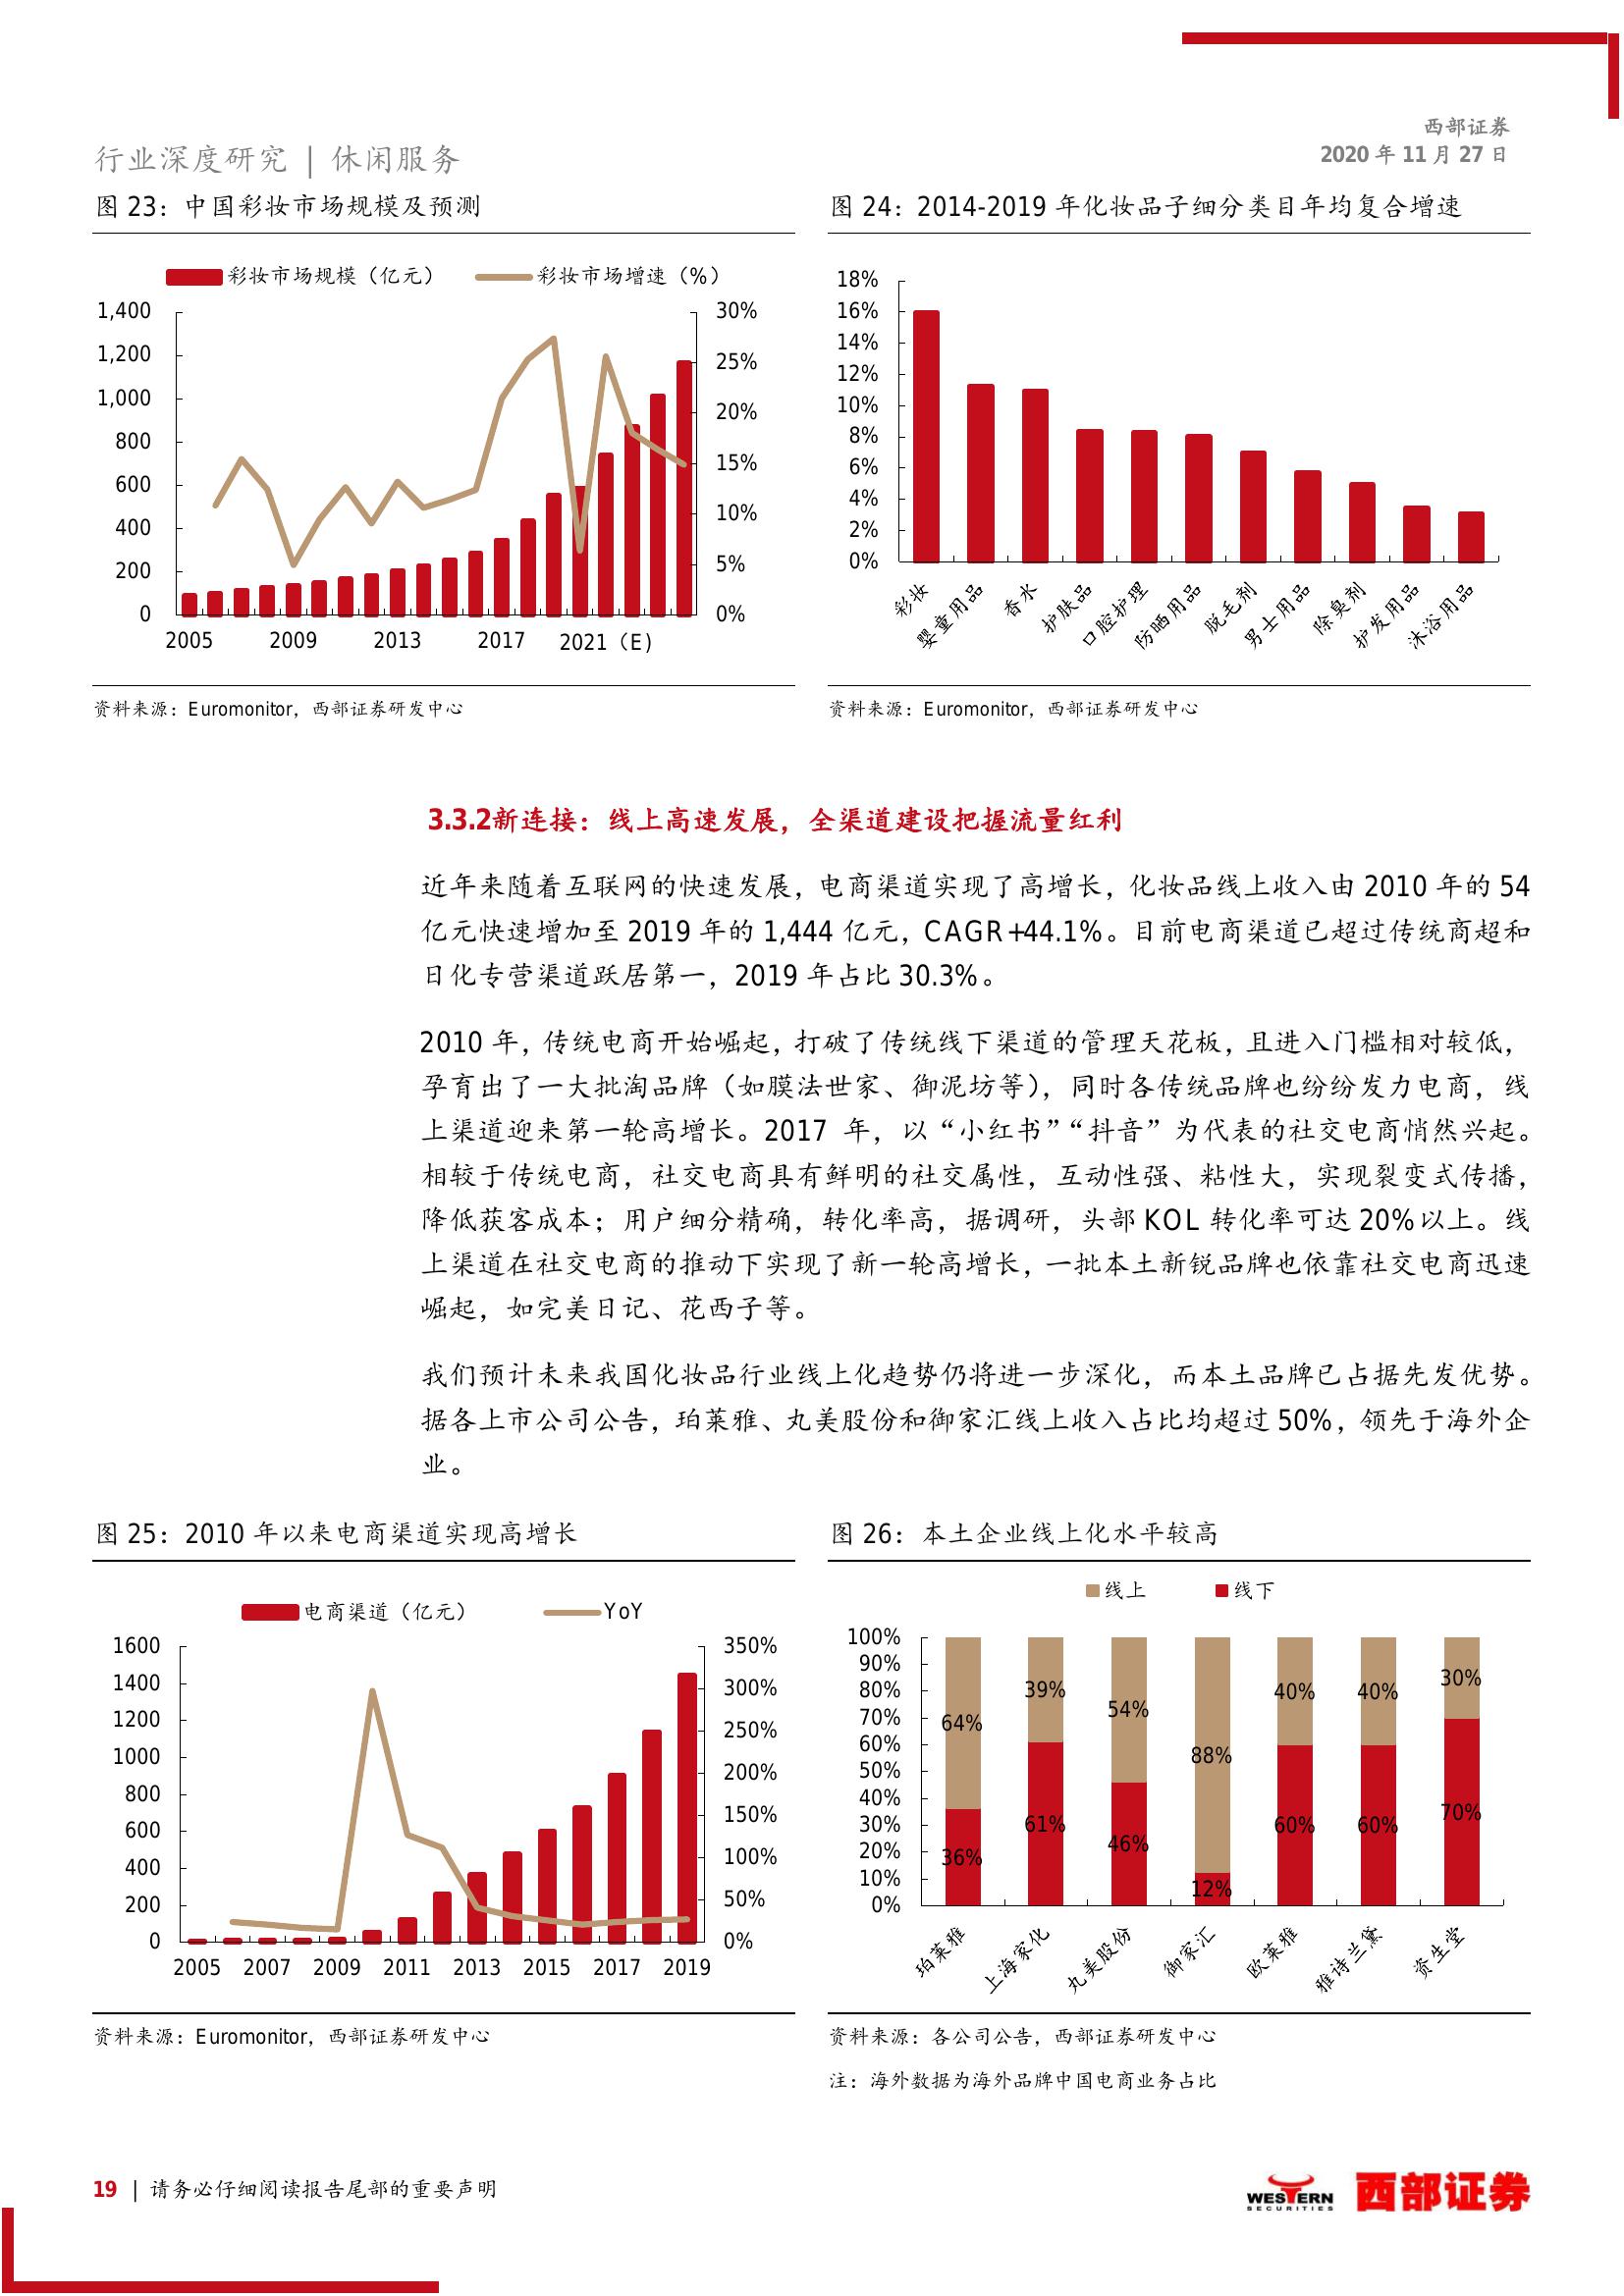 西部证券
2020 年 11 月 27 日
行业深度研究 | 休闲服务
图 23：中国彩妆市场规模及预测
彩妆市场规模（亿元）
彩妆市场增速（%）
1,400
1,200
1,000
800
600
400
200
0
30%
25%
20%
15%
10%
5%
0%
2005
2009
2013
2017
2021（E）
资料来源：Euromonitor，西部证券研发中心
图 24：2014-2019 年化妆品子细分类目年均复合增速
18%
16%
14%
12%
10%
8%
6%
4%
2%
0%
彩妆
婴童用品
香水
护肤品
口腔护理
防晒用品
脱毛剂
男士用品
除臭剂
护发用品
沐浴用品
资料来源：Euromonitor，西部证券研发中心
3.3.2新连接：线上高速发展，全渠道建设把握流量红利
近年来随着互联网的快速发展，电商渠道实现了高增长，化妆品线上收入由 2010 年的 54
亿元快速增加至 2019 年的 1,444 亿元，CAGR+44.1%。目前电商渠道已超过传统商超和
日化专营渠道跃居第一，2019 年占比 30.3%。
2010 年，传统电商开始崛起，打破了传统线下渠道的管理天花板，且进入门槛相对较低，
孕育出了一大批淘品牌（如膜法世家、御泥坊等），同时各传统品牌也纷纷发力电商，线
上渠道迎来第一轮高增长。2017 年，以“小红书”“抖音”为代表的社交电商悄然兴起。
相较于传统电商，社交电商具有鲜明的社交属性，互动性强、粘性大，实现裂变式传播，
降低获客成本；用户细分精确，转化率高，据调研，头部 KOL 转化率可达 20%以上。线
上渠道在社交电商的推动下实现了新一轮高增长，一批本土新锐品牌也依靠社交电商迅速
崛起，如完美日记、花西子等。
我们预计未来我国化妆品行业线上化趋势仍将进一步深化，而本土品牌已占据先发优势。
据各上市公司公告，珀莱雅、丸美股份和御家汇线上收入占比均超过 50%，领先于海外企
业。
图 25：2010 年以来电商渠道实现高增长
电商渠道（亿元）
YoY
1600
1400
1200
1000
800
600
400
200
0
350%
300%
250%
200%
150%
100%
50%
0%
2005
2007
2009
2011
2013
2015
2017
2019
资料来源：Euromonitor，西部证券研发中心
图 26：本土企业线上化水平较高
线上
线下
100%
90%
80%
70%
60%
50%
40%
30%
20%
10%
0%
64%
39%
54%
88%
40%
40%
30%
36%
61%
46%
12%
60%
60%
70%
珀莱雅
上海家化
丸美股份
御家汇
欧莱雅
雅诗兰黛
资生堂
资料来源：各公司公告，西部证券研发中心
注：海外数据为海外品牌中国电商业务占比
19 | 请务必仔细阅读报告尾部的重要声明
WESTERN
SECURITIES
西部证券